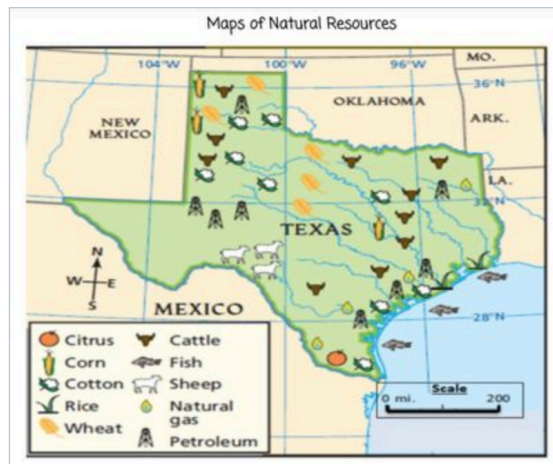 Maps of Natural Resources
104°W
100°W
96°W
MO.
36°N
OKLAHOMA
NEW
MEXICO
ARK.
LA.
32°N
TEXAS
N
W E
S
MEXICO
28°N
Citrus
Corn
Cotton
Rice
Wheat
Cattle
Fish
Sheep
Natural
gas
Petroleum
Scale
0 mi. 200